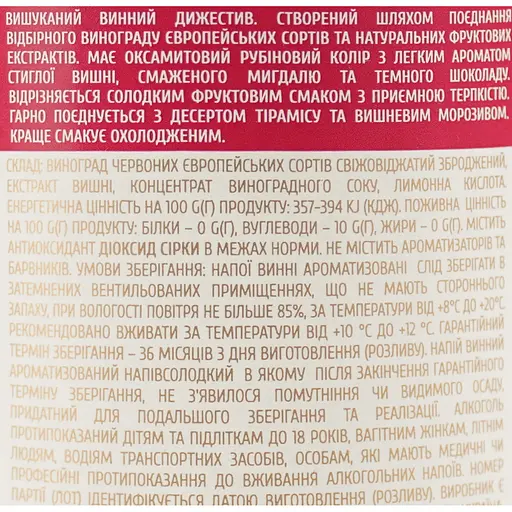 ВИШУКАНИЙ ВИННИЙ ДИЖЕСТИВ. СТВОРЕНИЙ ШЛЯХОМ ПОЄДНАННЯ
ВІДБІРНОГО ВИНОГРАДУ ЄВРОПЕЙСЬКИХ СОРТІВ ТА НАТУРАЛЬНИХ ФРУКТОВИХ
ЕКСТРАКТІВ. МАЄ ОКСАМИТОВИЙ РУБІНОВИЙ КОЛІР З ЛЕГКИМ АРОМАТОМ
СТИГЛОЇ ВИШНІ, СМАЖЕНОГО МИГДАЛЮ ТА ТЕМНОГО ШОКОЛАДУ.
ВІДРІЗНЯЄТЬСЯ СОЛОДКИМ ФРУКТОВИМ СМАКОМ З ПРИЄМНОЮ ТЕРПКІСТЮ.
ГАРНО ПОЄДНУЄТЬСЯ З ДЕСЕРТОМ ТІРАМІСУ ТА ВИШНЕВИМ МОРОЗИВОМ.
КРАЩЕ СМАКУЄ ОХОЛОДЖЕНИМ.
СКЛАД: ВИНОГРАД ЧЕРВОНИХ ЄВРОПЕЙСЬКИХ СОРТІВ СВІЖОВІДЖАТИЙ ЗБРОДЖЕНИЙ,
ЕКСТРАКТ ВИШНІ, КОНЦЕНТРАТ ВИНОГРАДНОГО СОКУ, ЛИМОННА КИСЛОТА.
ЕНЕРГЕТИЧНА ЦІННІСТЬ НА 100 G(Г) ПРОДУКТУ: 357–394 KJ (КДЖ). ПОЖИВНА ЦІННІСТЬ
НА 100 G(Г) ПРОДУКТУ: БІЛКИ – 0 G(Г), ВУГЛЕВОДИ – 10 G(Г), ЖИРИ – 0 G(Г). МІСТИТЬ
АНТИОКСИДАНТ ДІОКСИД СІРКИ В МЕЖАХ НОРМИ. НЕ МІСТИТЬ АРОМАТИЗАТОРІВ ТА
БАРВНИКІВ. УМОВИ ЗБЕРІГАННЯ: НАПОЇ ВИННІ АРОМАТИЗОВАНІ СЛІД ЗБЕРІГАТИ В
ЗАТЕМНЕНИХ ВЕНТИЛЬОВАНИХ ПРИМІЩЕННЯХ, ЩО НЕ МАЮТЬ СТОРОННЬОГО
ЗАПАХУ, ПРИ ВОЛОГОСТІ ПОВІТРЯ НЕ БІЛЬШЕ 85%, ЗА ТЕМПЕРАТУРИ ВІД +8°С ДО +20°С.
РЕКОМЕНДОВАНО ВЖИВАТИ ЗА ТЕМПЕРАТУРИ ВІД +10 °С ДО +12 °С. ГАРАНТІЙНИЙ
ТЕРМІН ЗБЕРІГАННЯ – 36 МІСЯЦІВ З ДНЯ ВИГОТОВЛЕННЯ (РОЗЛИВУ). НАПІЙ ВИННИЙ
АРОМАТИЗОВАНИЙ НАПІВСОЛОДКИЙ В ЯКОМУ ПІСЛЯ ЗАКІНЧЕННЯ ГАРАНТІЙНОГО
ТЕРМІНУ ЗБЕРІГАННЯ, НЕ З'ЯВИЛОСЯ ПОМУТНІННЯ ЧИ ВИДИМОГО ОСАДУ,
ПРИДАТНИЙ ДЛЯ ПОДАЛЬШОГО ЗБЕРІГАННЯ ТА РЕАЛІЗАЦІЇ. АЛКОГОЛЬ
ПРОТИПОКАЗАНИЙ ДІТЯМ ТА ПІДЛІТКАМ ДО 18 РОКІВ, ВАГІТНИМ ЖІНКАМ, ЛІТНІМ
ЛЮДЯМ, ВОДІЯМ ТРАНСПОРТНИХ ЗАСОБІВ, ОСОБАМ, ЯКІ МАЮТЬ МЕДИЧНІ ЧИ
ПРОФЕСІЙНІ ПРОТИПОКАЗАННЯ ДО ВЖИВАННЯ АЛКОГОЛЬНИХ НАПОЇВ. НОМЕР
ПАРТІЇ (ЛОТ) ІДЕНТИФІКУЄТЬСЯ ДАТОЮ ВИГОТОВЛЕННЯ (РОЗЛИВУ). ВИРОБНИК Є